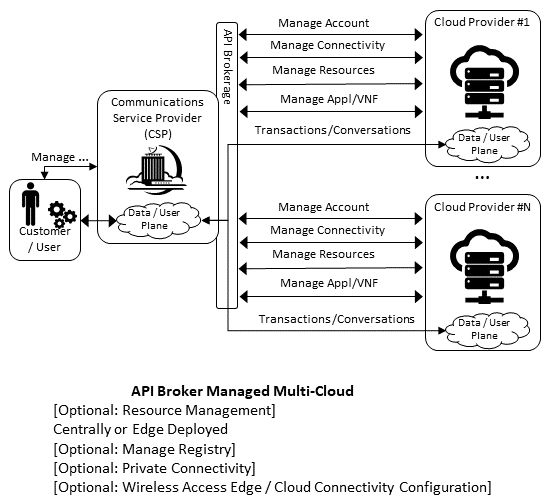 Manage Account
Cloud Provider #1
Manage Connectivity
API Brokerage
Manage Resources
Communications
Service Provider
(CSP)
Manage Appl/VNF
Transactions/Conversations
Data / User
Plane
Manage ...
...
Customer
/ User
Data / User
Plane
Manage Account
Cloud Provider #N
Manage Connectivity
Manage Resources
Manage Appl/VNF
Transactions/Conversations
Data / User
Plane
API Broker Managed Multi-Cloud
[Optional: Resource Management]
Centrally or Edge Deployed
[Optional: Manage Registry]
[Optional: Private Connectivity]
[Optional: Wireless Access Edge / Cloud Connectivity Configuration]